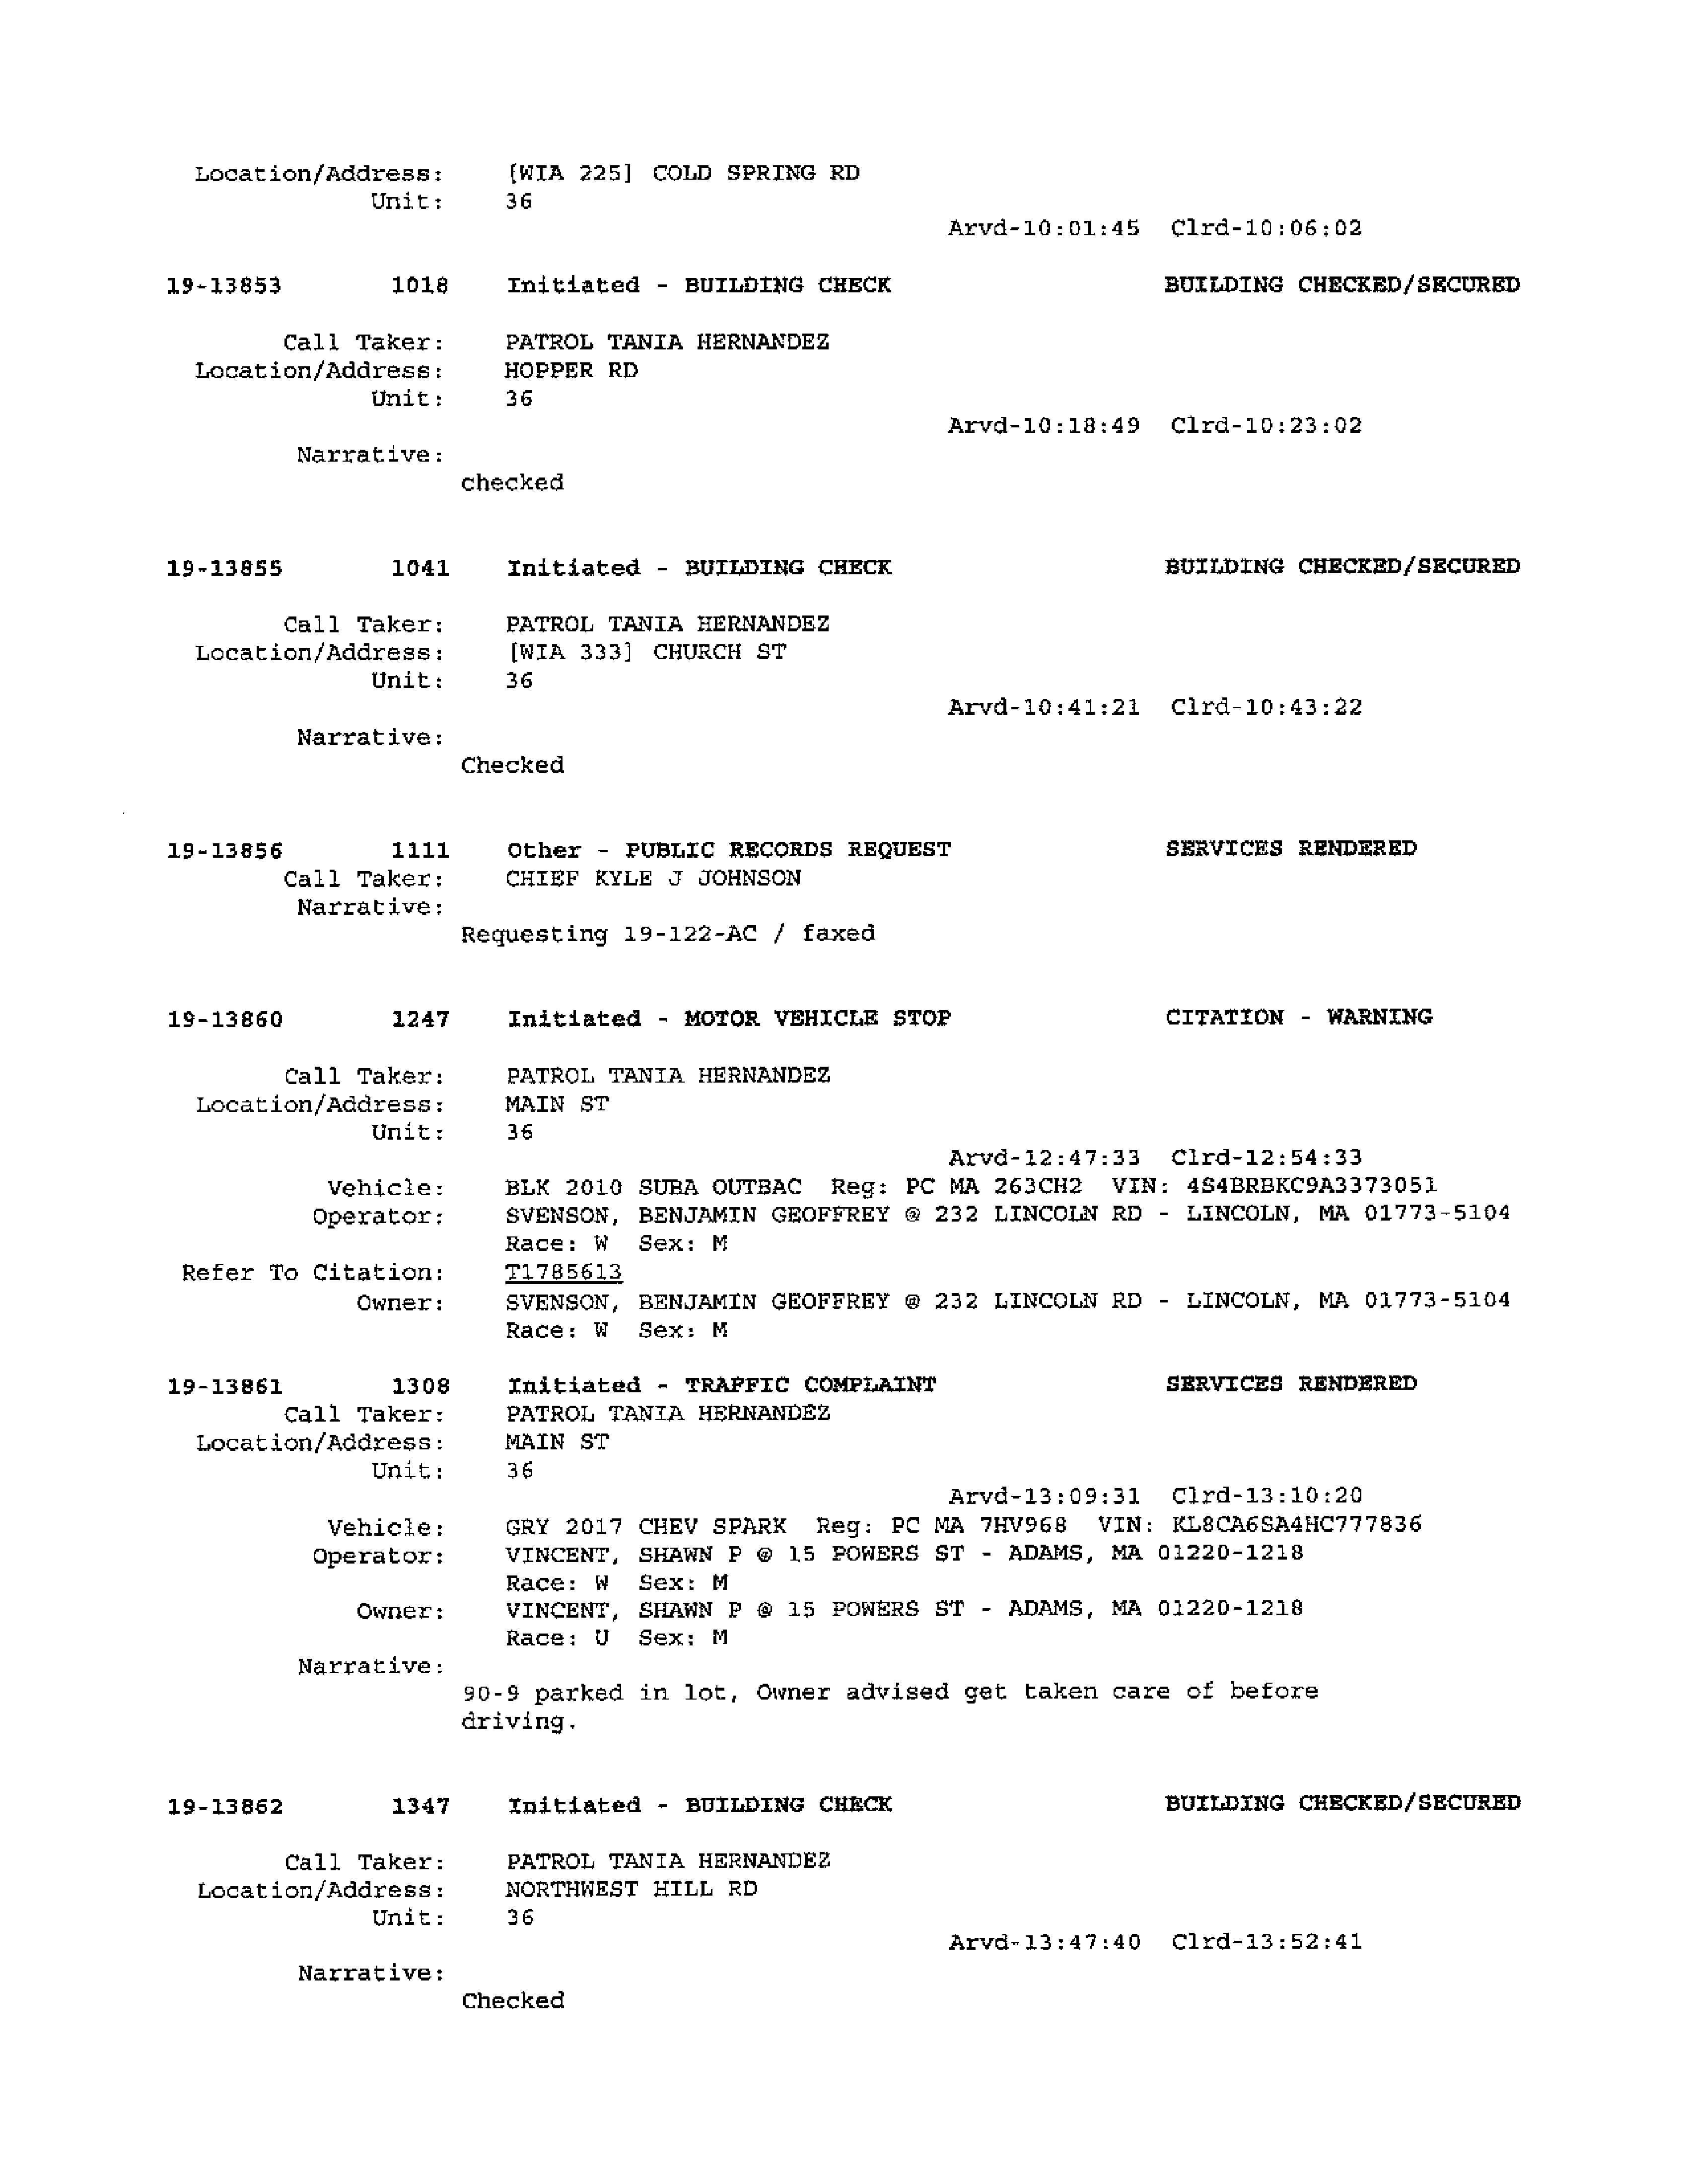 Location/Address: [WIA 225] COLD SPRING RD
Unit: 36
Arvd-10:01:45 Clrd-10:06:02
19-13853 1018 Initiated - BUILDING CHECK BUILDING CHECKED/SECURED
Call Taker: PATROL TANIA HERNANDEZ
Location/Address: HOPPER RD
Unit: 36
Arvd-10:18:49 Clrd-10:23:02
Narrative:
checked
19-13855 1041 Initiated - BUILDING CHECK BUILDING CHECKED/SECURED
Call Taker: PATROL TANIA HERNANDEZ
Location/Address: [WIA 333] CHURCH ST
Unit: 36
Arvd-10:41:21 Clrd-10:43:22
Narrative:
Checked
19-13856 1111 Other - PUBLIC RECORDS REQUEST SERVICES RENDERED
Call Taker: CHIEF KYLE J JOHNSON
Narrative:
Requesting 19-122-AC / faxed
19-13860 1247 Initiated - MOTOR VEHICLE STOP CITATION - WARNING
Call Taker: PATROL TANIA HERNANDEZ
Location/Address: MAIN ST
Unit: 36
Arvd-12:47:33 Clrd-12:54:33
Vehicle: BLK 2010 SUBA OUTBAC Reg: PC MA 263CH2 VIN: 4S4BRBKC9A3373051
Operator: SVENSON, BENJAMIN GEOFFREY @ 232 LINCOLN RD - LINCOLN, MA 01773-5104
Race: W Sex: M
Refer To Citation: T1785613
Owner: SVENSON, BENJAMIN GEOFFREY @ 232 LINCOLN RD - LINCOLN, MA 01773-5104
Race: W Sex: M
19-13861 1308 Initiated - TRAFFIC COMPLAINT SERVICES RENDERED
Call Taker: PATROL TANIA HERNANDEZ
Location/Address: MAIN ST
Unit: 36
Arvd-13:09:31 Clrd-13:10:20
Vehicle: GRY 2017 CHEV SPARK Reg: PC MA 7HV968 VIN: KL8CA6SA4HC777836
Operator: VINCENT, SHAWN P @ 15 POWERS ST - ADAMS, MA 01220-1218
Race: W Sex: M
Owner: VINCENT, SHAWN P @ 15 POWERS ST - ADAMS, MA 01220-1218
Race: U Sex: M
Narrative:
90-9 parked in lot, Owner advised get taken care of before
driving.
19-13862 1347 Initiated - BUILDING CHECK BUILDING CHECKED/SECURED
Call Taker: PATROL TANIA HERNANDEZ
Location/Address: NORTHWEST HILL RD
Unit: 36
Arvd-13:47:40 Clrd-13:52:41
Narrative:
Checked